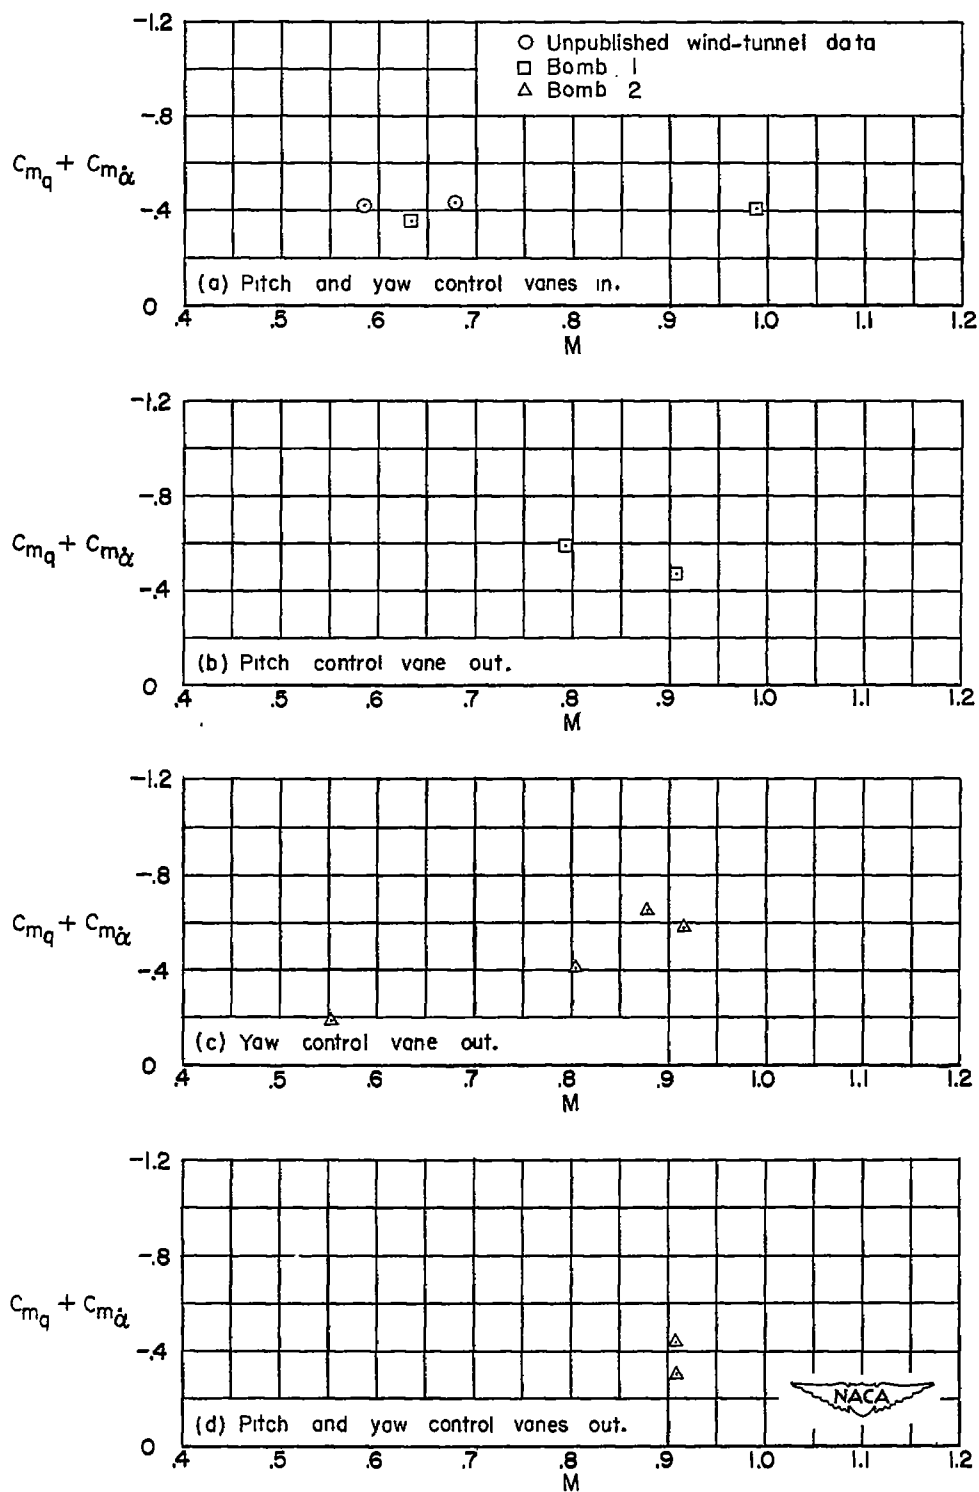 -1.2
○ Unpublished wind-tunnel data
□ Bomb 1
△ Bomb 2
-.8
Cmq + Cmα̇
-.4
(a) Pitch and yaw control vanes in.
0
.4 .5 .6 .7 .8 .9 1.0 1.1 1.2
M
-1.2
-.8
Cmq + Cmα̇
-.4
(b) Pitch control vane out.
0
.4 .5 .6 .7 .8 .9 1.0 1.1 1.2
M
-1.2
-.8
Cmq + Cmα̇
-.4
(c) Yaw control vane out.
0
.4 .5 .6 .7 .8 .9 1.0 1.1 1.2
M
-1.2
-.8
Cmq + Cmα̇
-.4
NACA
(d) Pitch and yaw control vanes out.
0
.4 .5 .6 .7 .8 .9 1.0 1.1 1.2
M